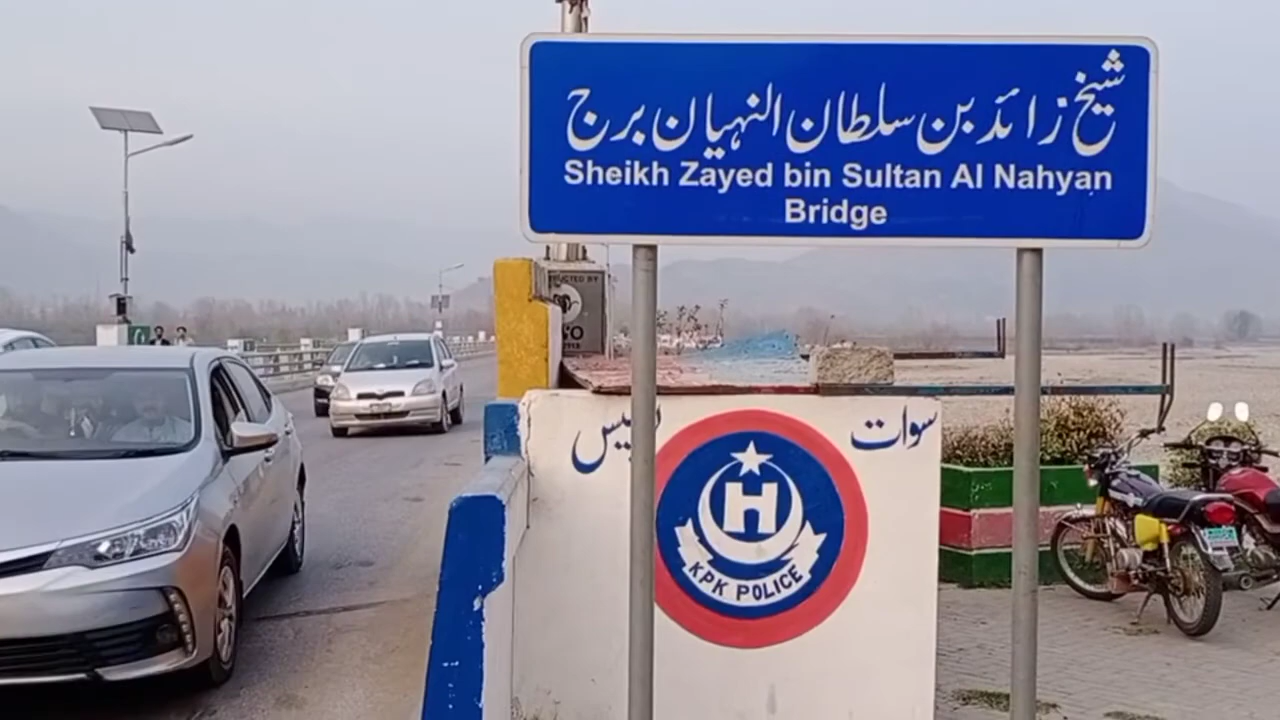 شیخ زائد بن سلطان النہیان برج
Sheikh Zayed bin Sultan Al Nahyan
Bridge
سوات
H
KPK POLICE